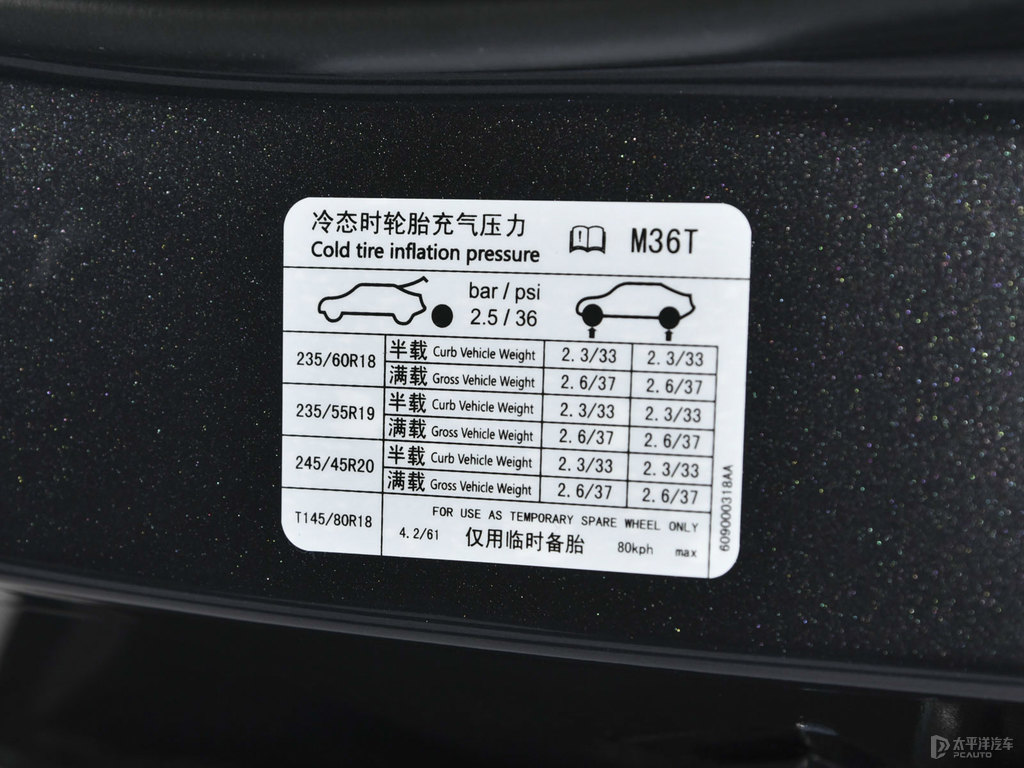 冷态时轮胎充气压力
Cold tire inflation pressure
M36T
bar / psi
2.5 / 36
235/60R18 半载 Curb Vehicle Weight 2.3/33 2.3/33
满载 Gross Vehicle Weight 2.6/37 2.6/37
235/55R19 半载 Curb Vehicle Weight 2.3/33 2.3/33
满载 Gross Vehicle Weight 2.6/37 2.6/37
245/45R20 半载 Curb Vehicle Weight 2.3/33 2.3/33
满载 Gross Vehicle Weight 2.6/37 2.6/37
T145/80R18
FOR USE AS TEMPORARY SPARE WHEEL ONLY
4.2/61 仅用临时备胎 80kph max
609000318AA
太平洋汽车
PCAUTO